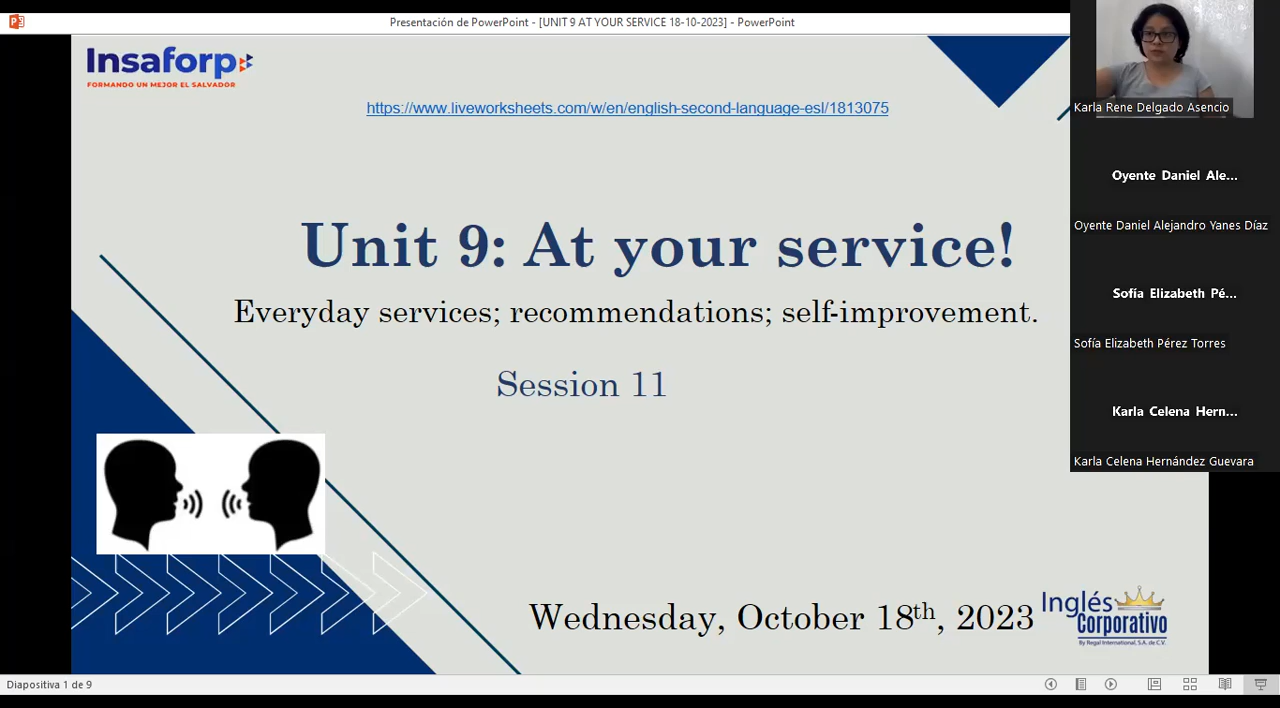 Presentación de PowerPoint - [UNIT 9 AT YOUR SERVICE 18-10-2023] - PowerPoint
Insaforp
FORMANDO UN MEJOR EL SALVADOR
https://www.liveworksheets.com/w/en/english-second-language-esl/1813075
Unit 9: At your service!
Everyday services; recommendations; self-improvement.
Session 11
Wednesday, October 18th, 2023
Inglés
Corporativo
By Regal International, S.A. de C.V.
Karla Rene Delgado Asencio
Oyente Daniel Ale...
Oyente Daniel Alejandro Yanes Díaz
Sofía Elizabeth Pé...
Sofía Elizabeth Pérez Torres
Karla Celena Hern...
Karla Celena Hernández Guevara
Diapositiva 1 de 9